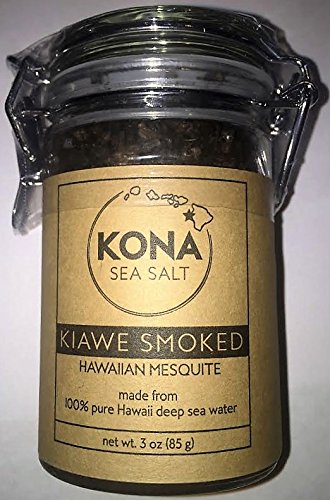 KONA
SEA SALT
KIAWE SMOKED
HAWAIIAN MESQUITE
made from
100% pure Hawaii deep sea water
net wt. 3 oz (85 g)